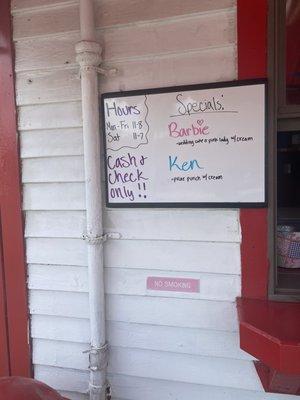 Hours
Mon-Fri 11-8
Sat 11-7
Cash &
check
only!!
Specials:
Barbie
-wedding cake & pink lady w/ cream
Ken
- polar punch w/ cream
NO SMOKING